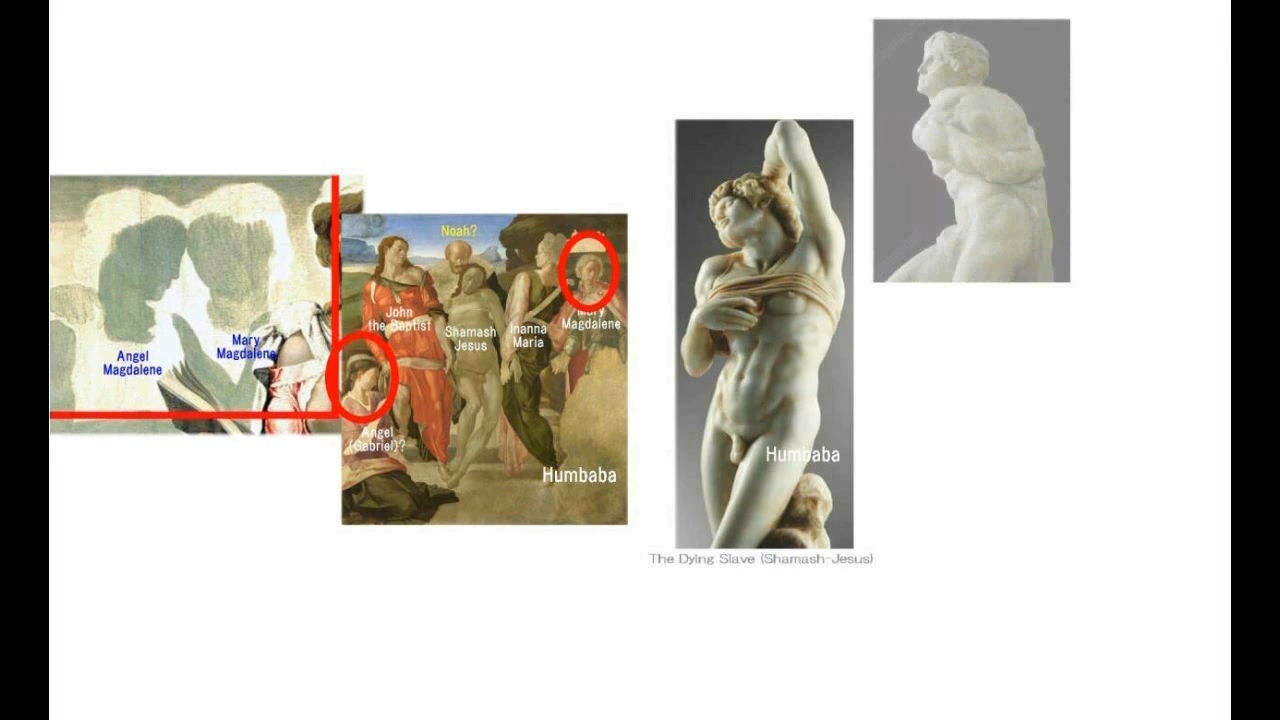 Angel
Magdalene
Mary
Magdalene
Noah?
John
the Baptist
Shamash
Jesus
Inanna
Maria
Mary
Magdalene
Angel
(Gabriel)?
Humbaba
Humbaba
The Dying Slave (Shamash-Jesus)